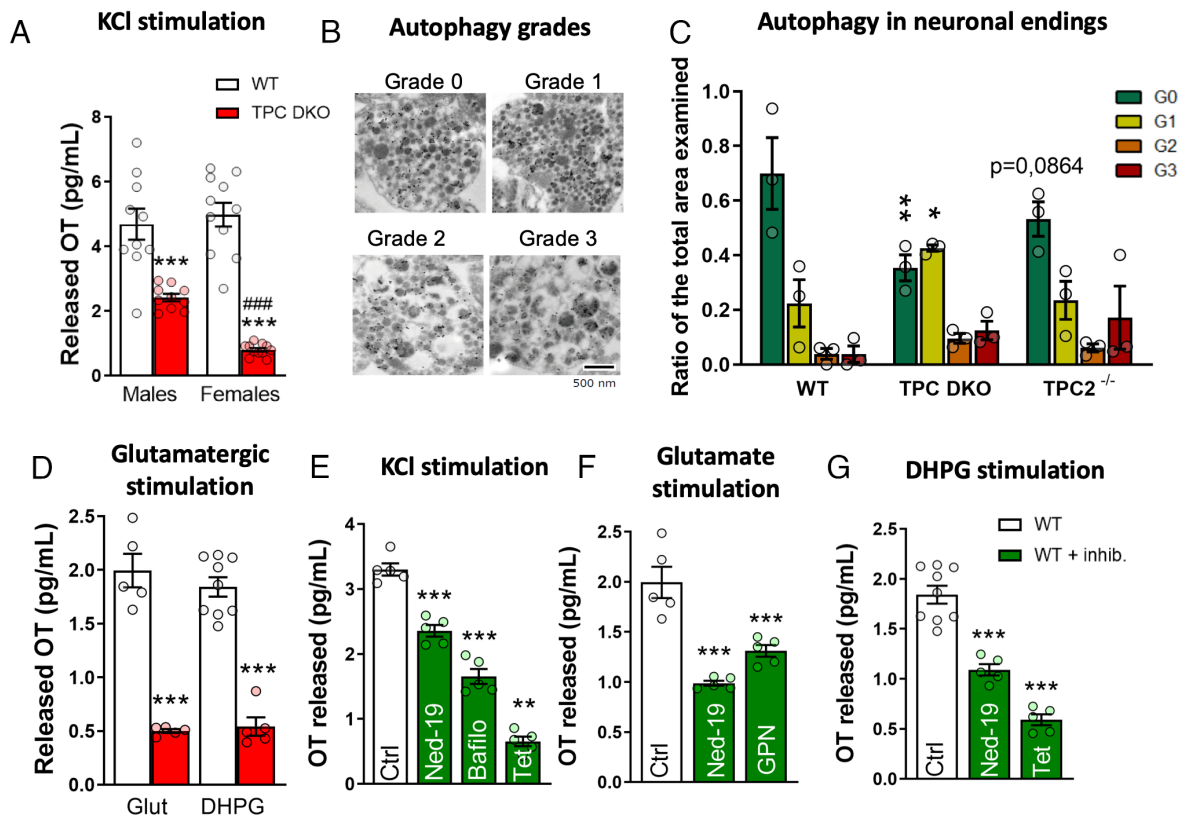 A
KCl stimulation
WT
TPC DKO
Released OT (pg/mL)
8
6
4
2
0
***
###
***
Males
Females
B
Autophagy grades
Grade 0
Grade 1
Grade 2
Grade 3
500 nm
C
Autophagy in neuronal endings
Ratio of the total area examined
1.0
0.8
0.6
0.4
0.2
0.0
**
*
p=0,0864
G0
G1
G2
G3
WT
TPC DKO
TPC2 -/-
D
Glutamatergic
stimulation
Released OT (pg/mL)
2.5
2.0
1.5
1.0
0.5
0.0
***
***
Glut
DHPG
E
KCl stimulation
OT released (pg/mL)
4
3
2
1
0
***
***
**
Ctrl
Ned-19
Bafilo
Tet
F
Glutamate
stimulation
OT released (pg/mL)
2.5
2.0
1.5
1.0
0.5
0.0
***
***
Ctrl
Ned-19
GPN
G
DHPG stimulation
WT
WT + inhib.
OT released (pg/mL)
2.5
2.0
1.5
1.0
0.5
0.0
***
***
Ctrl
Ned-19
Tet